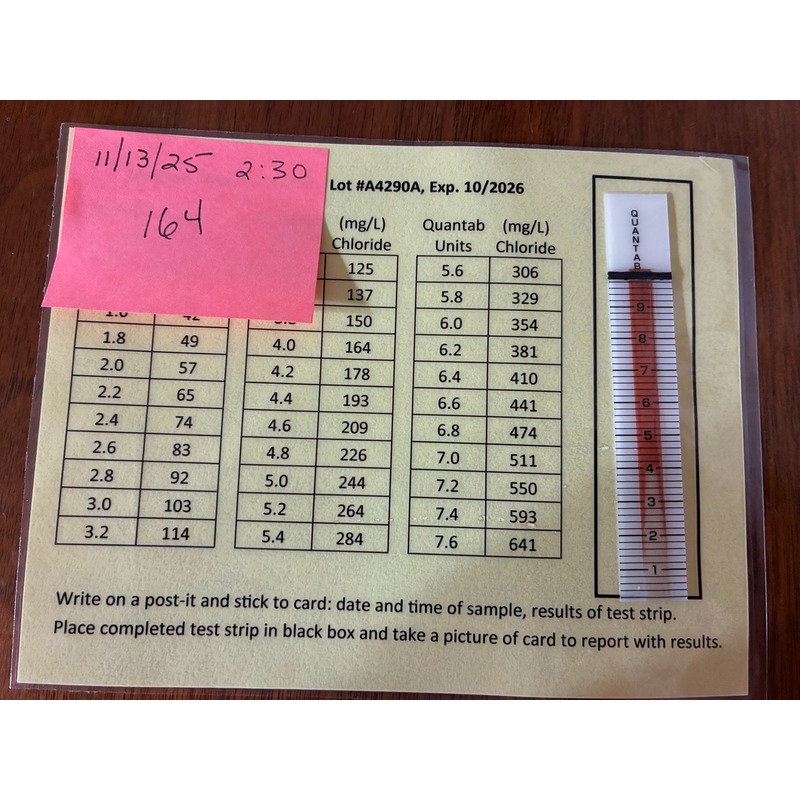 11/13/25 2:30
164
Lot #A4290A, Exp. 10/2026
(mg/L) Quantab (mg/L)
Chloride Units Chloride
125 5.6 306
137 5.8 329
42 150 6.0 354
1.8 49 4.0 164 6.2 381
2.0 57 4.2 178 6.4 410
2.2 65 4.4 193 6.6 441
2.4 74 4.6 209 6.8 474
2.6 83 4.8 226 7.0 511
2.8 92 5.0 244 7.2 550
3.0 103 5.2 264 7.4 593
3.2 114 5.4 284 7.6 641
QUANTAB
9
8
7
6
5
4
3
2
1
Write on a post-it and stick to card: date and time of sample, results of test strip.
Place completed test strip in black box and take a picture of card to report with results.